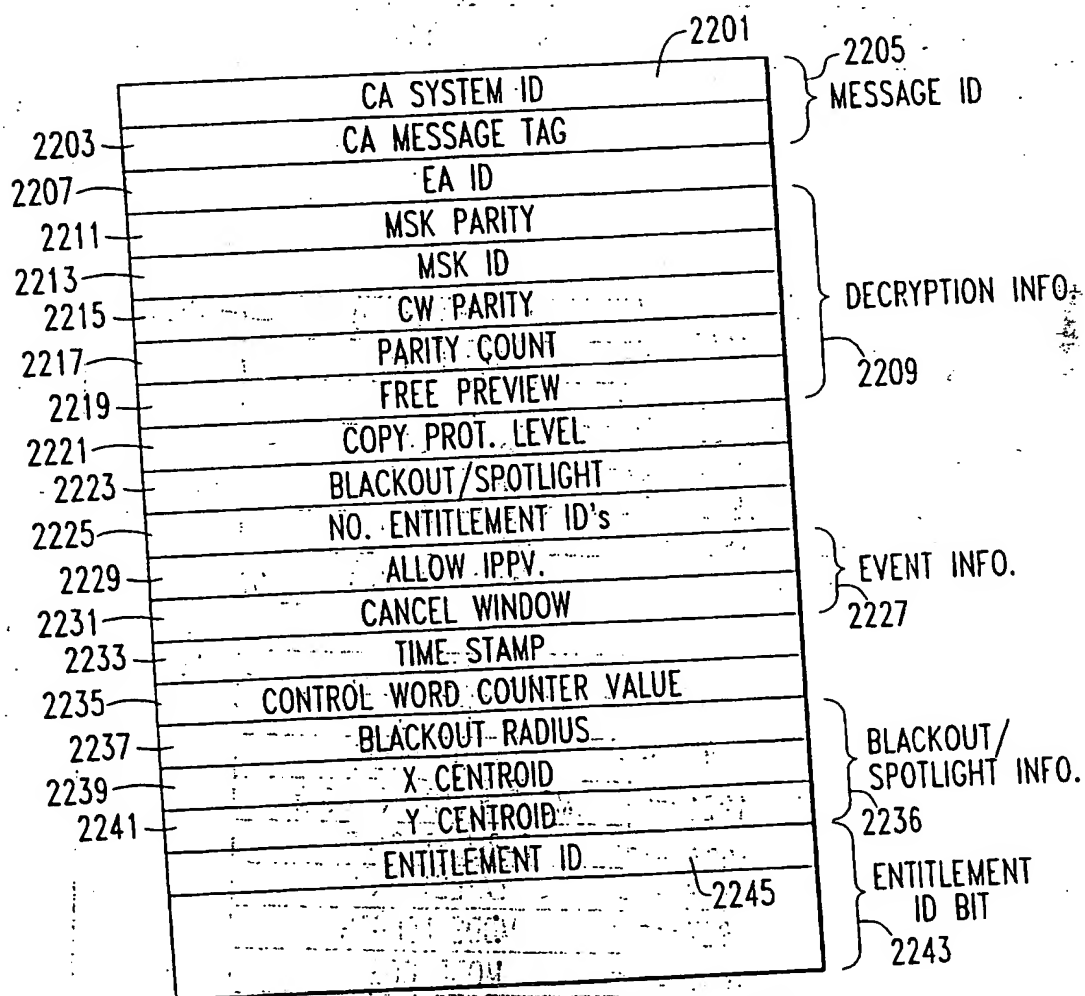 2201
CA SYSTEM ID
2205
MESSAGE ID
2203
CA MESSAGE TAG
2207
EA ID
2211
MSK PARITY
2213
MSK ID
DECRYPTION INFO.
2209
2215
CW PARITY
2217
PARITY COUNT
2219
FREE PREVIEW
2221
COPY PROT. LEVEL
2223
BLACKOUT/SPOTLIGHT
2225
NO. ENTITLEMENT ID's
2229
ALLOW IPPV.
EVENT INFO.
2227
2231
CANCEL WINDOW
2233
TIME STAMP
2235
CONTROL WORD COUNTER VALUE
2237
BLACKOUT RADIUS
BLACKOUT/
SPOTLIGHT INFO.
2236
2239
X CENTROID
2241
Y CENTROID
ENTITLEMENT ID
2245
ENTITLEMENT
ID BIT
2243